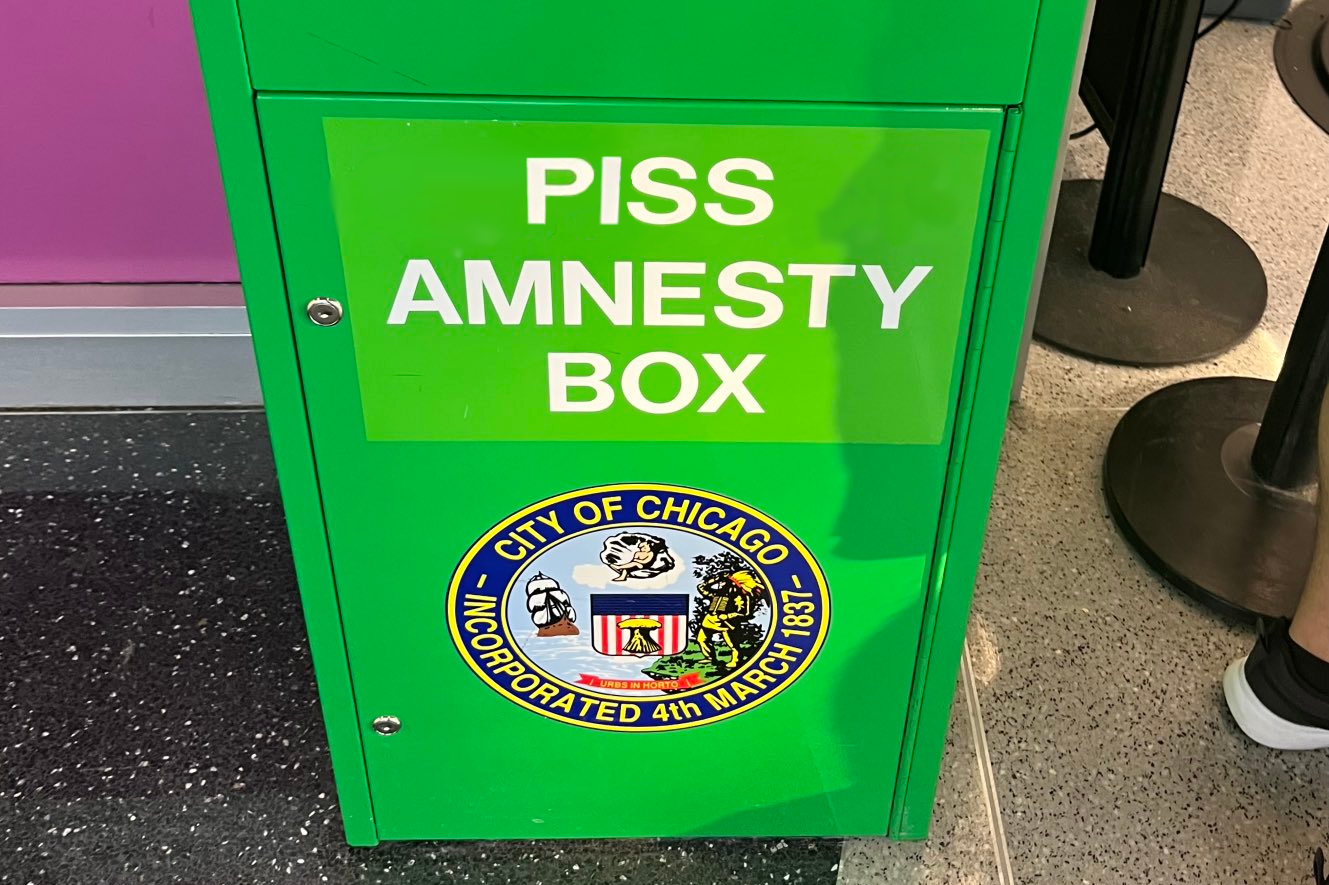 PISS
AMNESTY
BOX
CITY OF CHICAGO
INCORPORATED 4th MARCH 1837
URBS IN HORTO